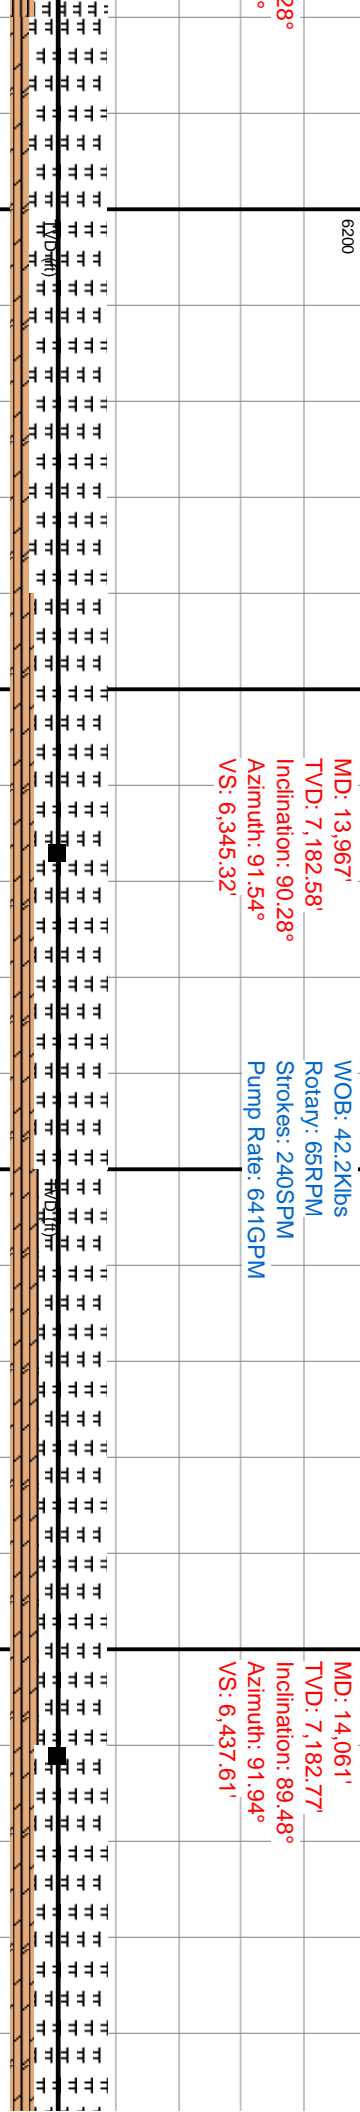 28°
°
6200
TVD (ft)
MD: 13,967'
TVD: 7,182.58'
Inclination: 90.28°
Azimuth: 91.54°
VS: 6,345.32'
WOB: 42.2Klbs
Rotary: 65RPM
Strokes: 240SPM
Pump Rate: 641GPM
TVD (ft)
MD: 14,061'
TVD: 7,182.77'
Inclination: 89.48°
Azimuth: 91.94°
VS: 6,437.61'